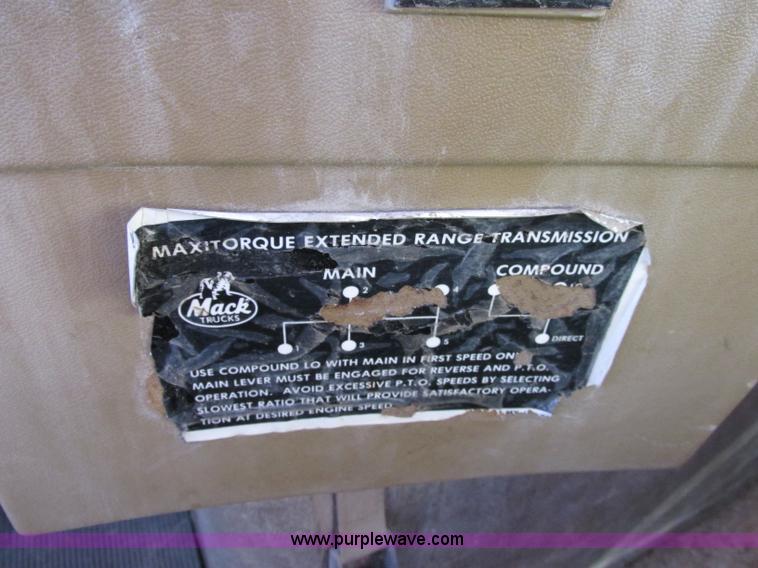 MAXITORQUE EXTENDED RANGE TRANSMISSION
MAIN COMPOUND
2 4
Mack
TRUCKS
1 3 5 DIRECT
USE COMPOUND LO WITH MAIN IN FIRST SPEED
MAIN LEVER MUST BE ENGAGED FOR REVERSE AND P.T.O.
OPERATION. AVOID EXCESSIVE P.T.O. SPEEDS BY SELECTING
SLOWEST RATIO THAT WILL PROVIDE SATISFACTORY OPERA-
TION AT DESIRED ENGINE SPEED
www.purplewave.com